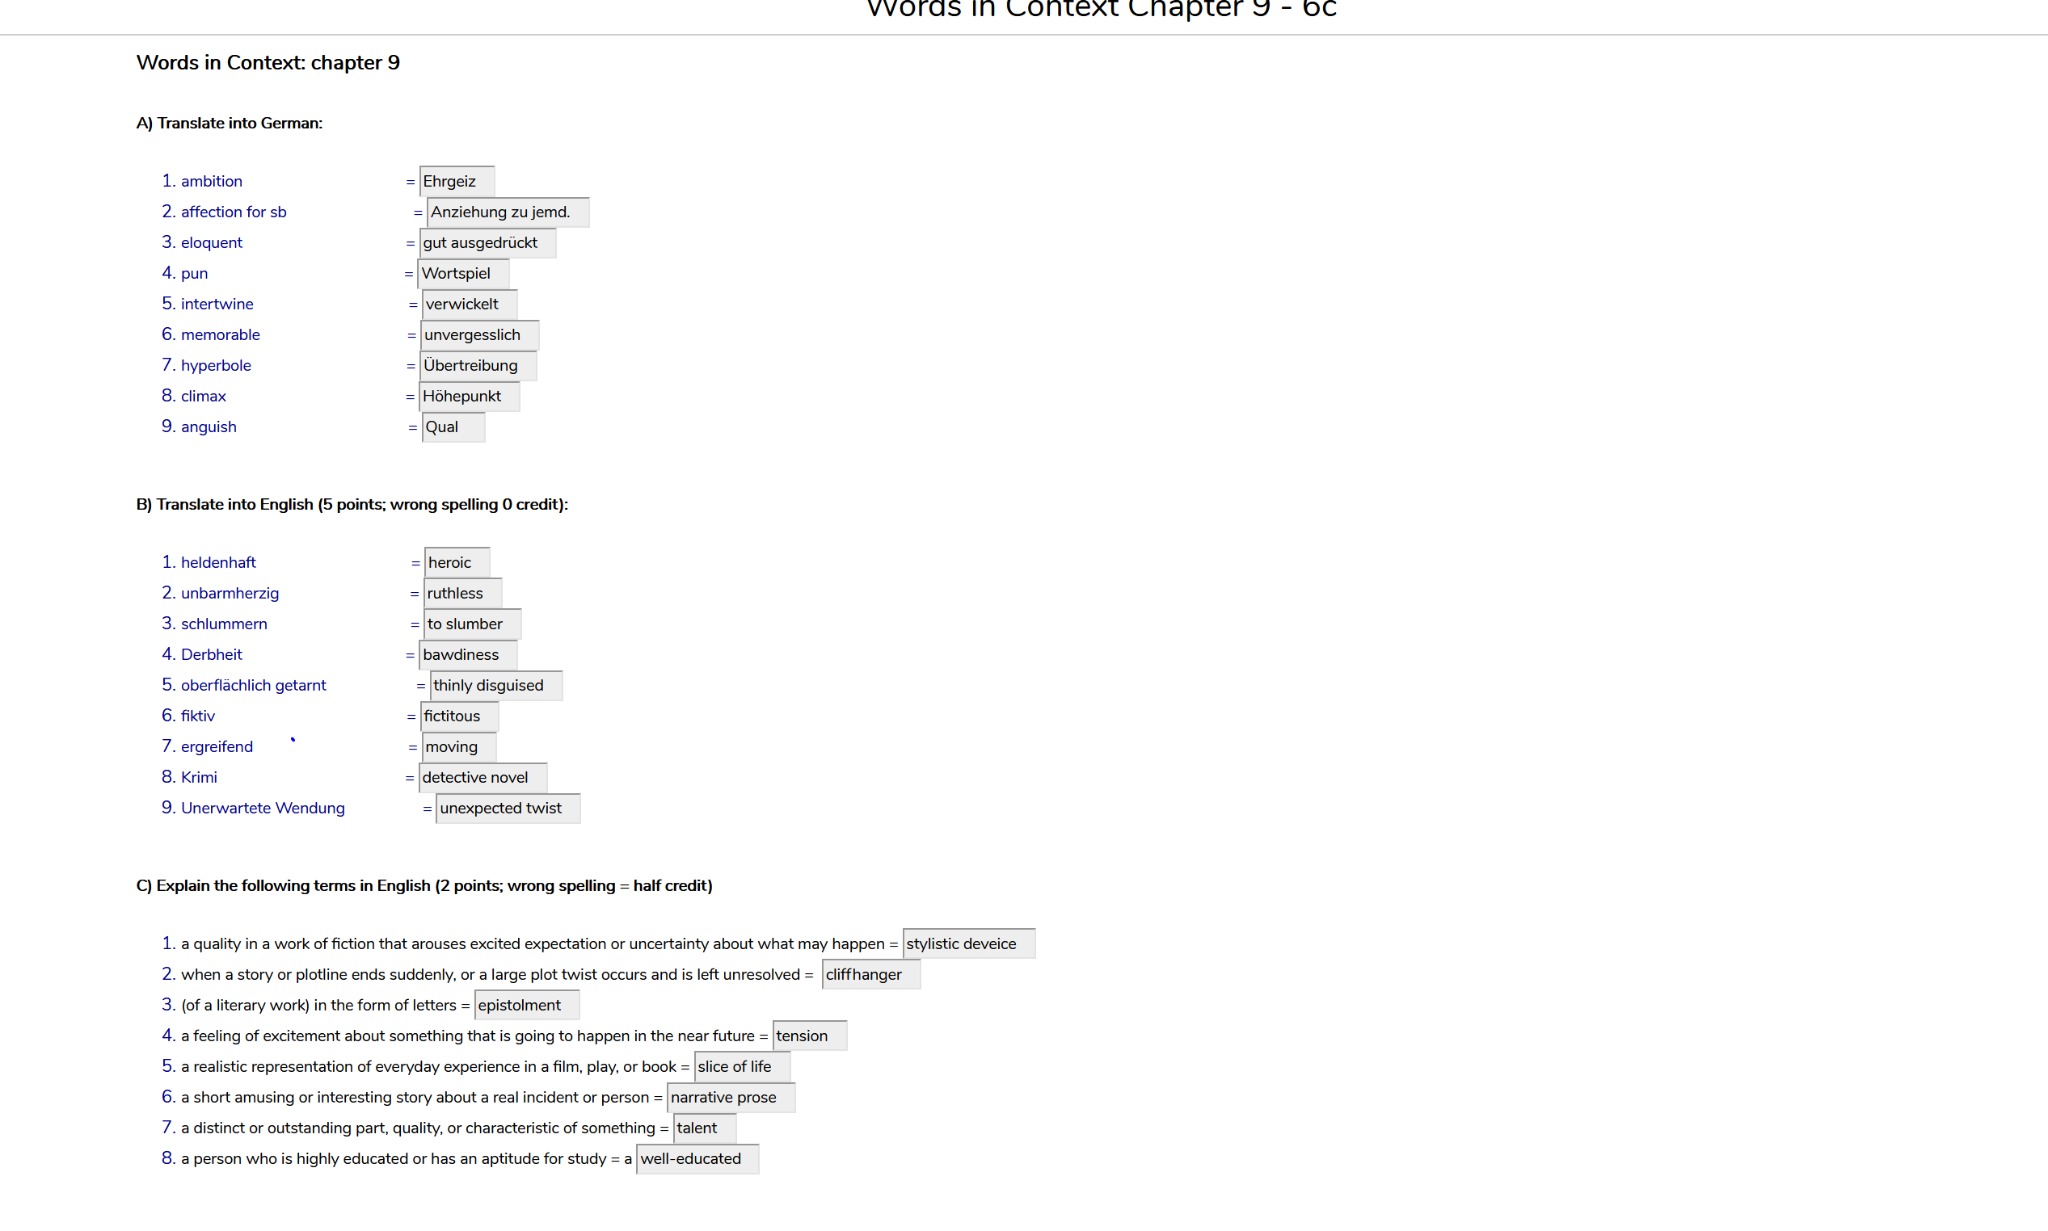 Words in Context Chapter 9 - 6c
Words in Context: chapter 9
A) Translate into German:
1. ambition = Ehrgeiz
2. affection for sb = Anziehung zu jemd.
3. eloquent = gut ausgedrückt
4. pun = Wortspiel
5. intertwine = verwickelt
6. memorable = unvergesslich
7. hyperbole = Übertreibung
8. climax = Höhepunkt
9. anguish = Qual
B) Translate into English (5 points; wrong spelling 0 credit):
1. heldenhaft = heroic
2. unbarmherzig = ruthless
3. schlummern = to slumber
4. Derbheit = bawdiness
5. oberflächlich getarnt = thinly disguised
6. fiktiv = fictitous
7. ergreifend = moving
8. Krimi = detective novel
9. Unerwartete Wendung = unexpected twist
C) Explain the following terms in English (2 points; wrong spelling = half credit)
1. a quality in a work of fiction that arouses excited expectation or uncertainty about what may happen = stylistic deveice
2. when a story or plotline ends suddenly, or a large plot twist occurs and is left unresolved = cliffhanger
3. (of a literary work) in the form of letters = epistolment
4. a feeling of excitement about something that is going to happen in the near future = tension
5. a realistic representation of everyday experience in a film, play, or book = slice of life
6. a short amusing or interesting story about a real incident or person = narrative prose
7. a distinct or outstanding part, quality, or characteristic of something = talent
8. a person who is highly educated or has an aptitude for study = a well-educated